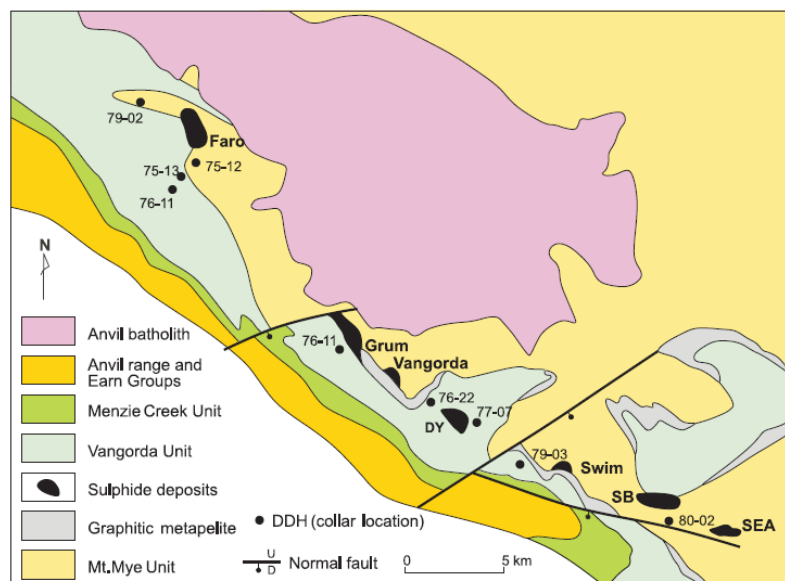 79-02
Faro
75-13
75-12
76-11
N
76-11
Grum
Vangorda
76-22
77-07
DY
79-03
Swim
SB
80-02
SEA
Anvil batholith
Anvil range and
Earn Groups
Menzie Creek Unit
Vangorda Unit
Sulphide deposits
Graphitic metapelite
Mt.Mye Unit
DDH (collar location)
U
D
Normal fault
0
5 km